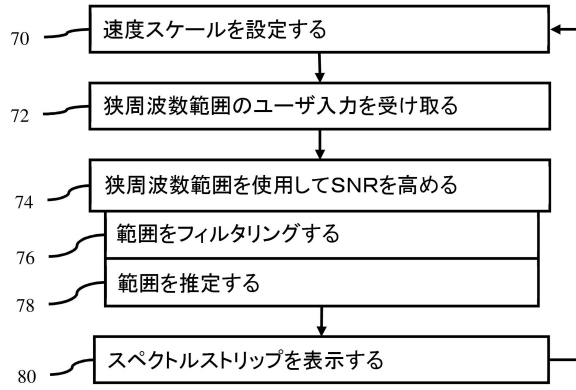 70 速度スケールを設定する
72 狭周波数範囲のユーザ入力を受け取る
74 狭周波数範囲を使用してSNRを高める
76 範囲をフィルタリングする
78 範囲を推定する
80 スペクトルストリップを表示する